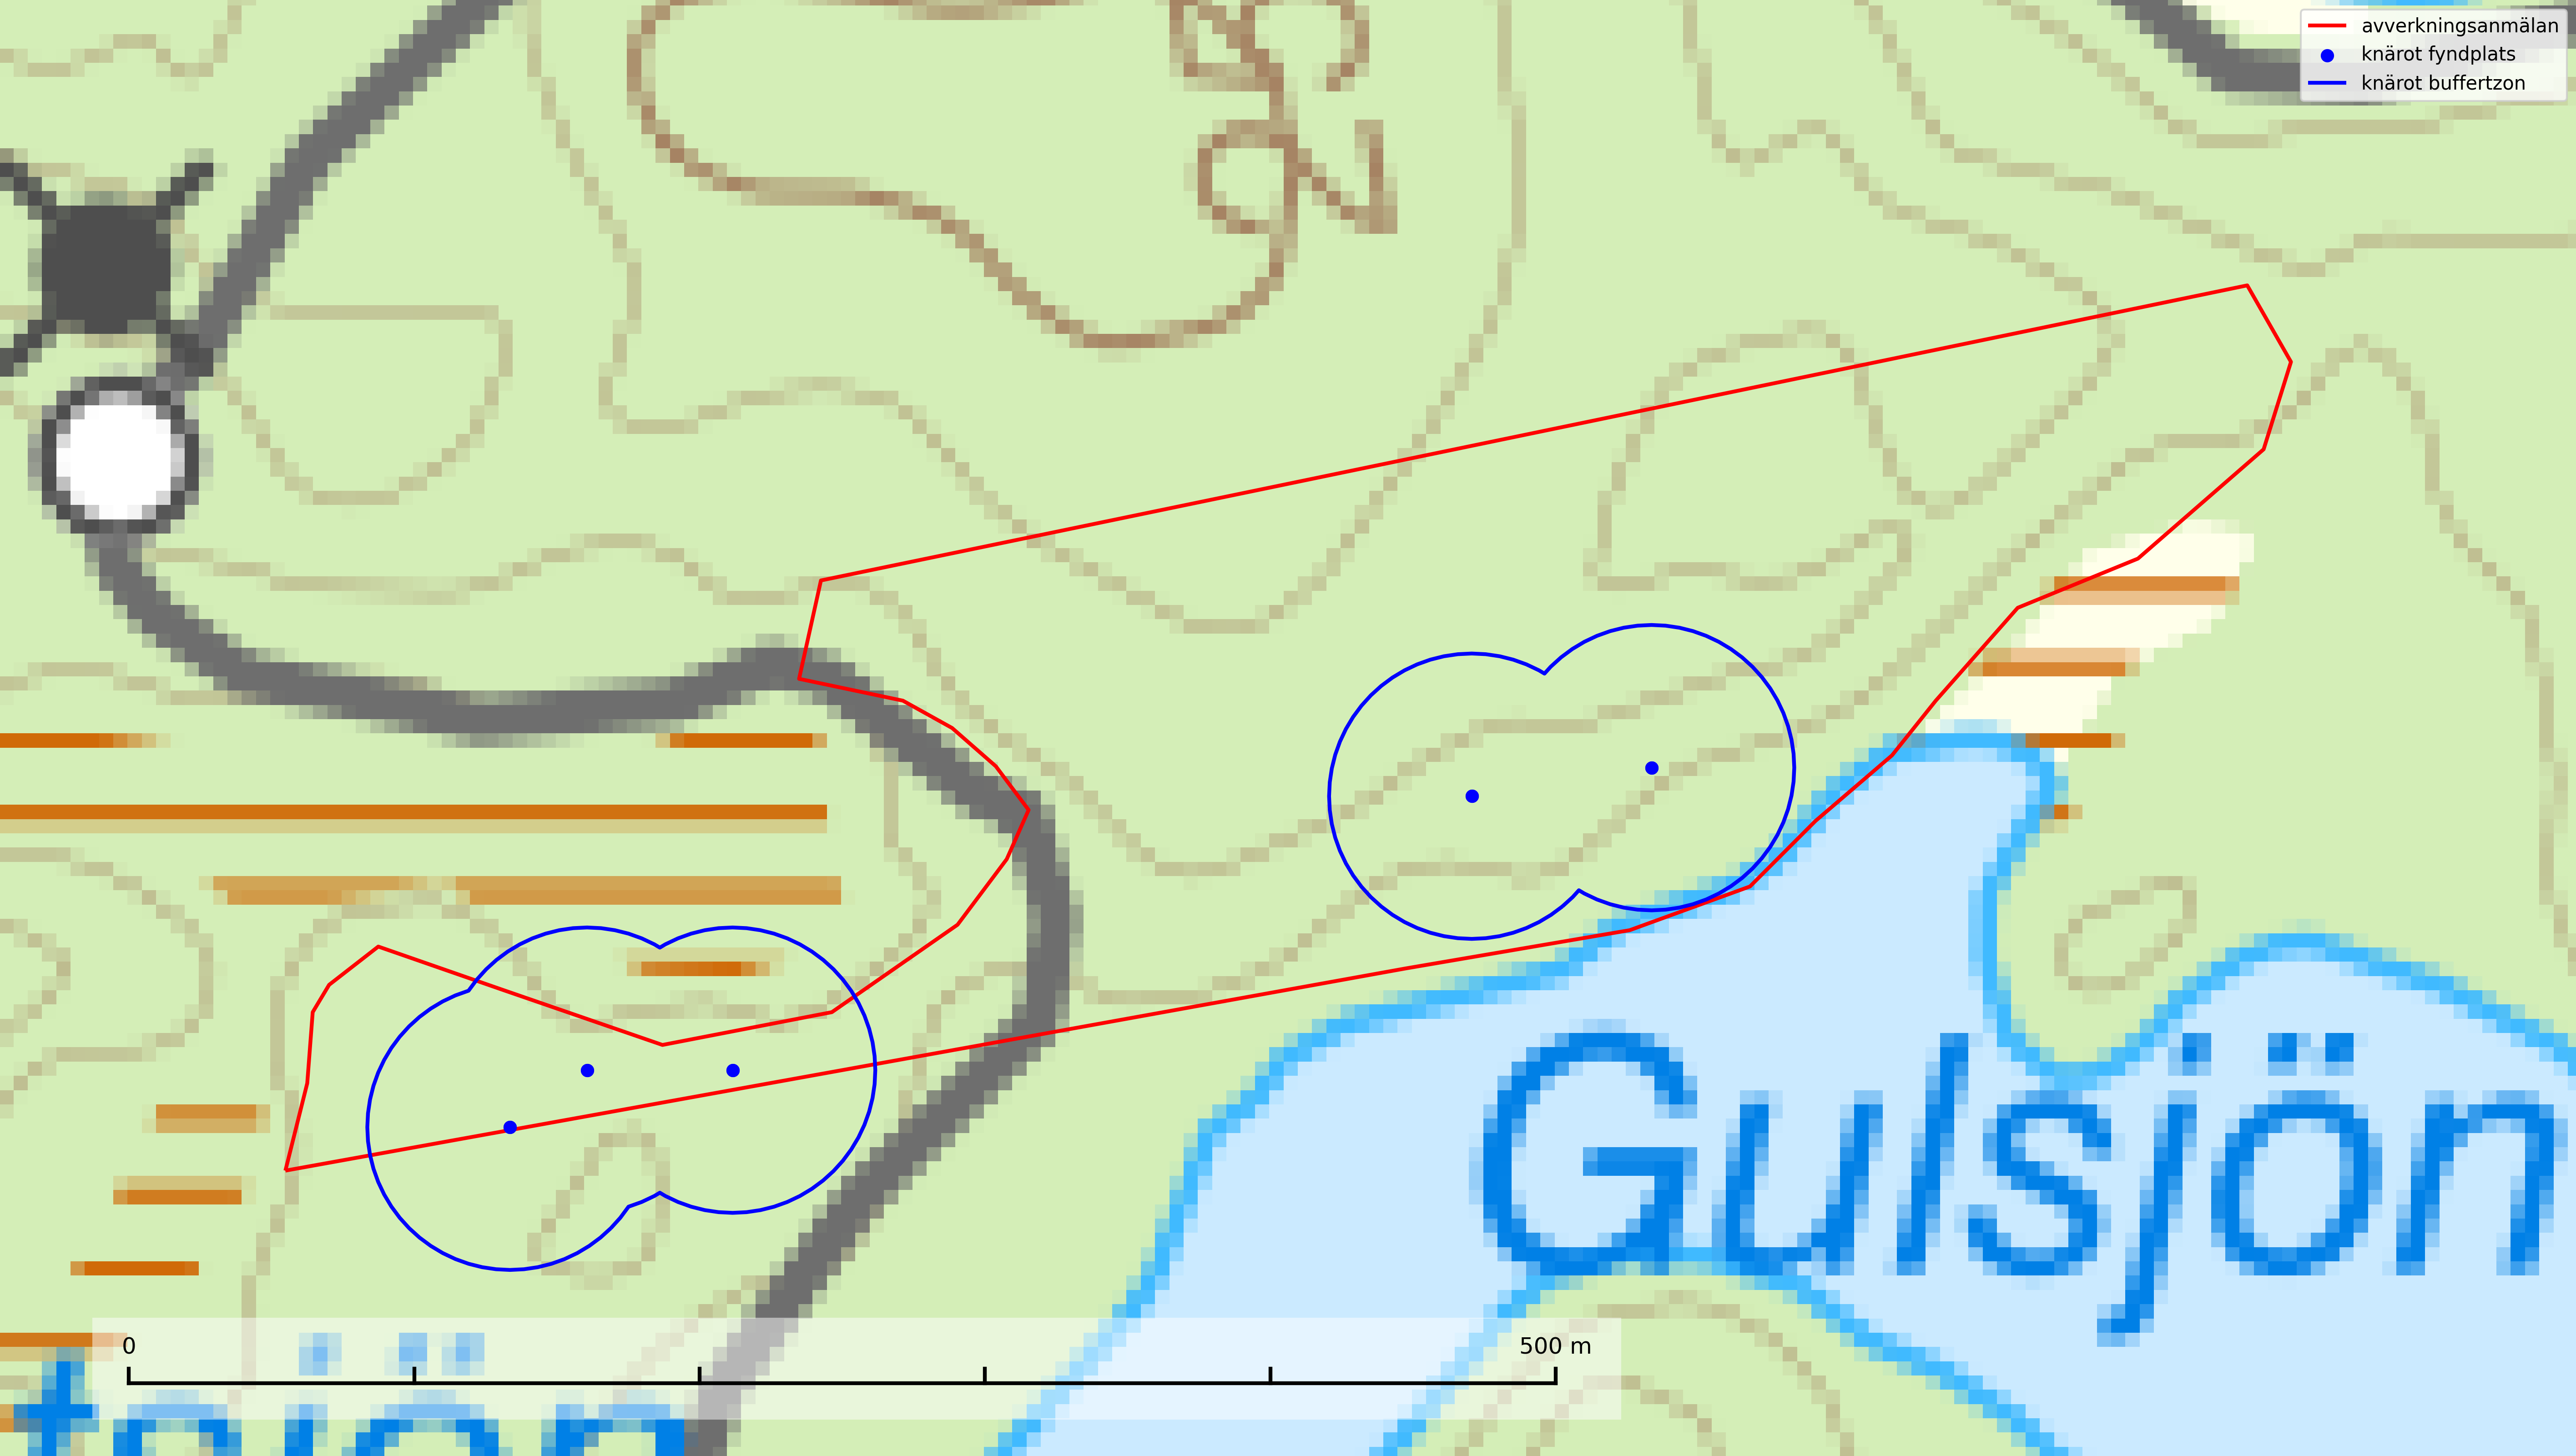 avverkningsanmälan
knärot fyndplats
knärot buffertzon
Gulsjön
0
500 m